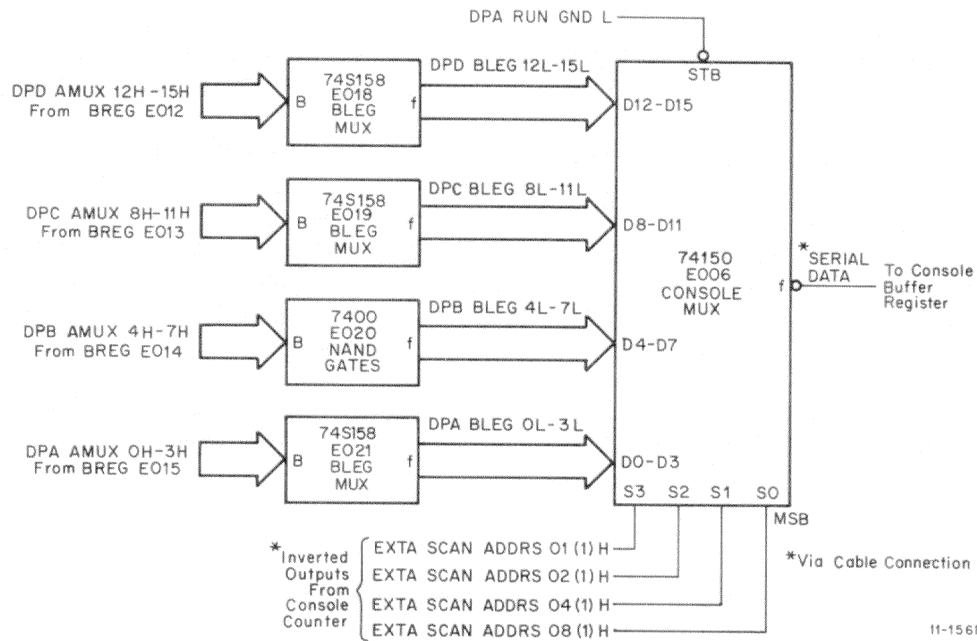 DPA RUN GND L
STB
DPD AMUX 12H-15H
From BREG E012
B
74S158
E018
BLEG
MUX
f
DPD BLEG 12L-15L
D12-D15
DPC AMUX 8H-11H
From BREG E013
B
74S158
E019
BLEG
MUX
f
DPC BLEG 8L-11L
D8-D11
74150
E006
CONSOLE
MUX
f
*SERIAL
DATA
To Console
Buffer
Register
DPB AMUX 4H-7H
From BREG E014
B
7400
E020
NAND
GATES
f
DPB BLEG 4L-7L
D4-D7
DPA AMUX 0H-3H
From BREG E015
B
74S158
E021
BLEG
MUX
f
DPA BLEG 0L-3L
D0-D3
S3 S2 S1 S0
MSB
*Inverted
Outputs
From
Console
Counter
EXTA SCAN ADDRS 01 (1) H
EXTA SCAN ADDRS 02 (1) H
EXTA SCAN ADDRS 04 (1) H
EXTA SCAN ADDRS 08 (1) H
*Via Cable Connection